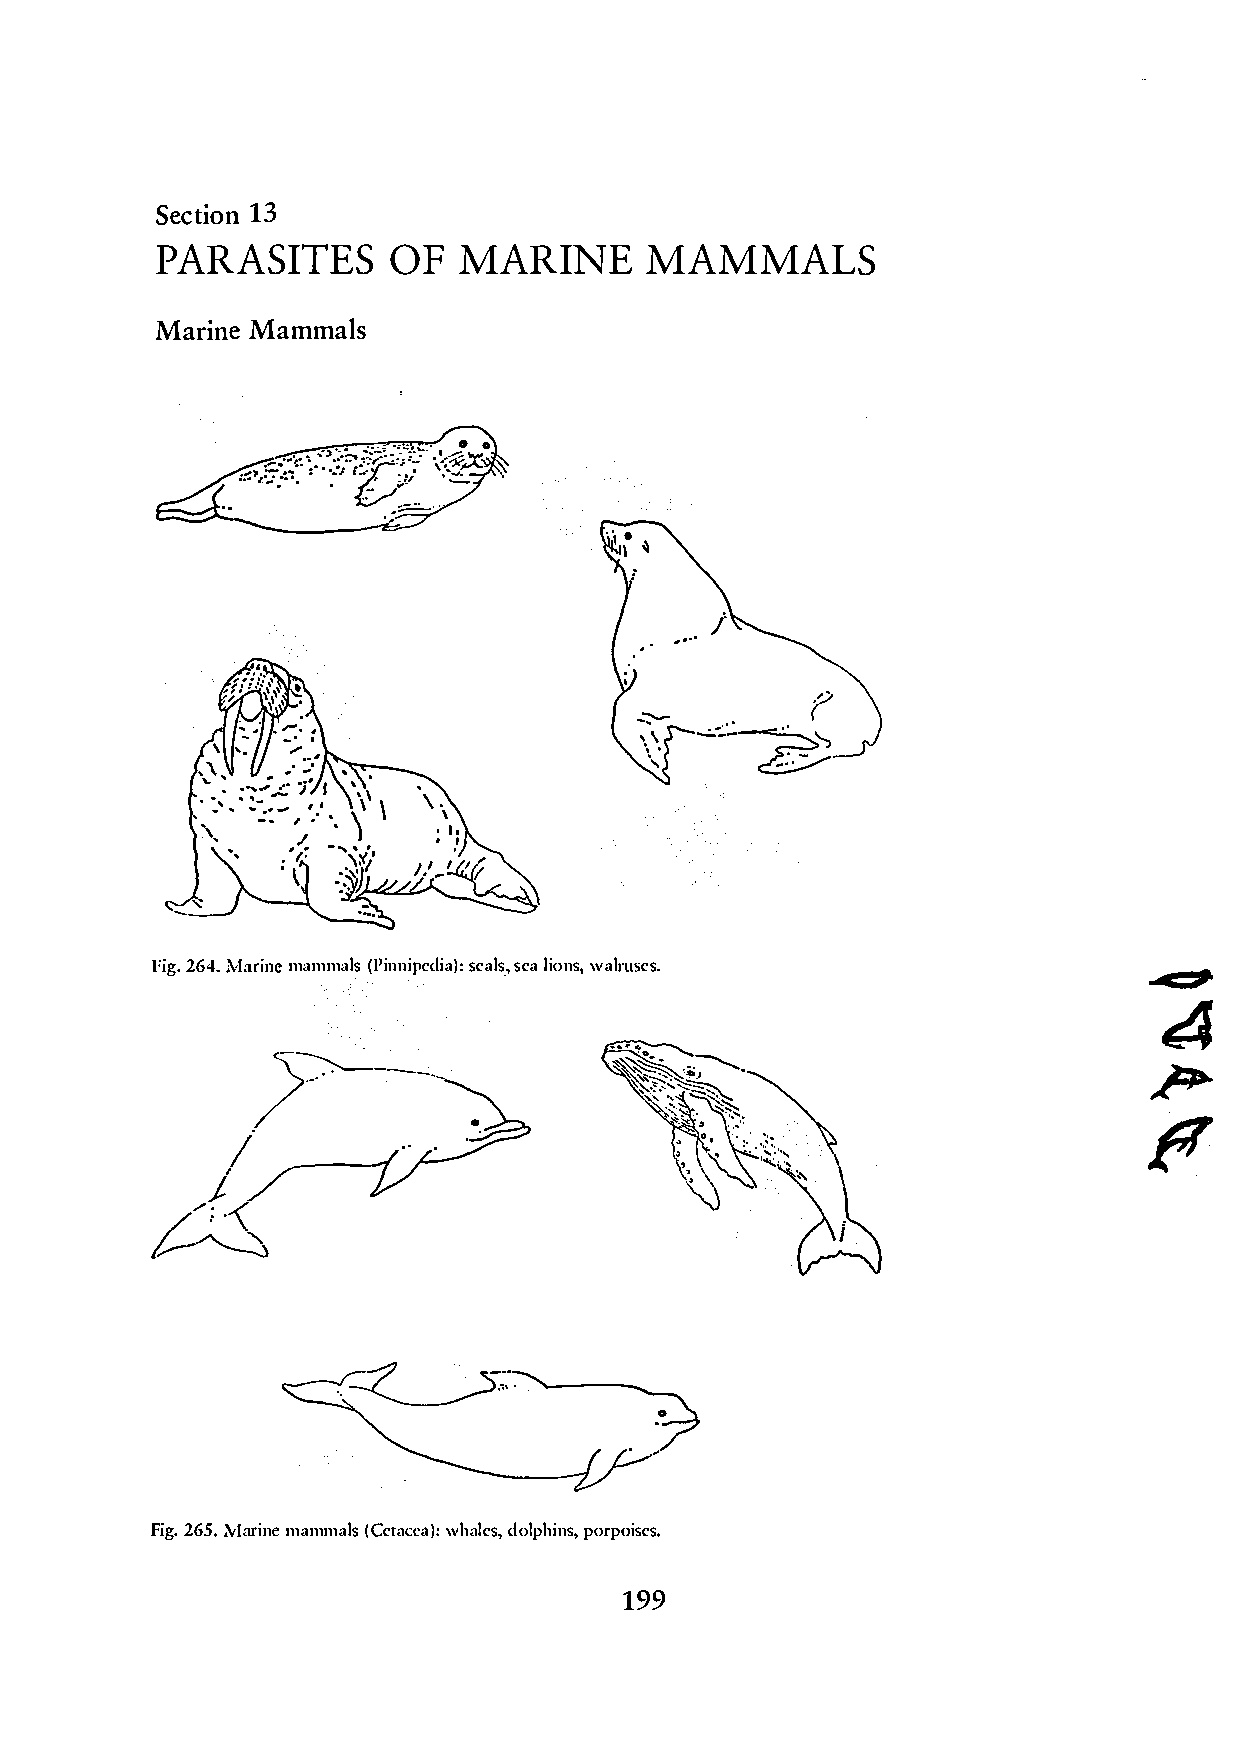 Section 13
PARASITES OF MARINE MAMMALS
Marine Mammals
Fig. 264. Marine mammals (Pinnipedia): seals, sea lions, walruses.
Fig. 265. Marine mammals (Cetacea): whales, dolphins, porpoises.
199